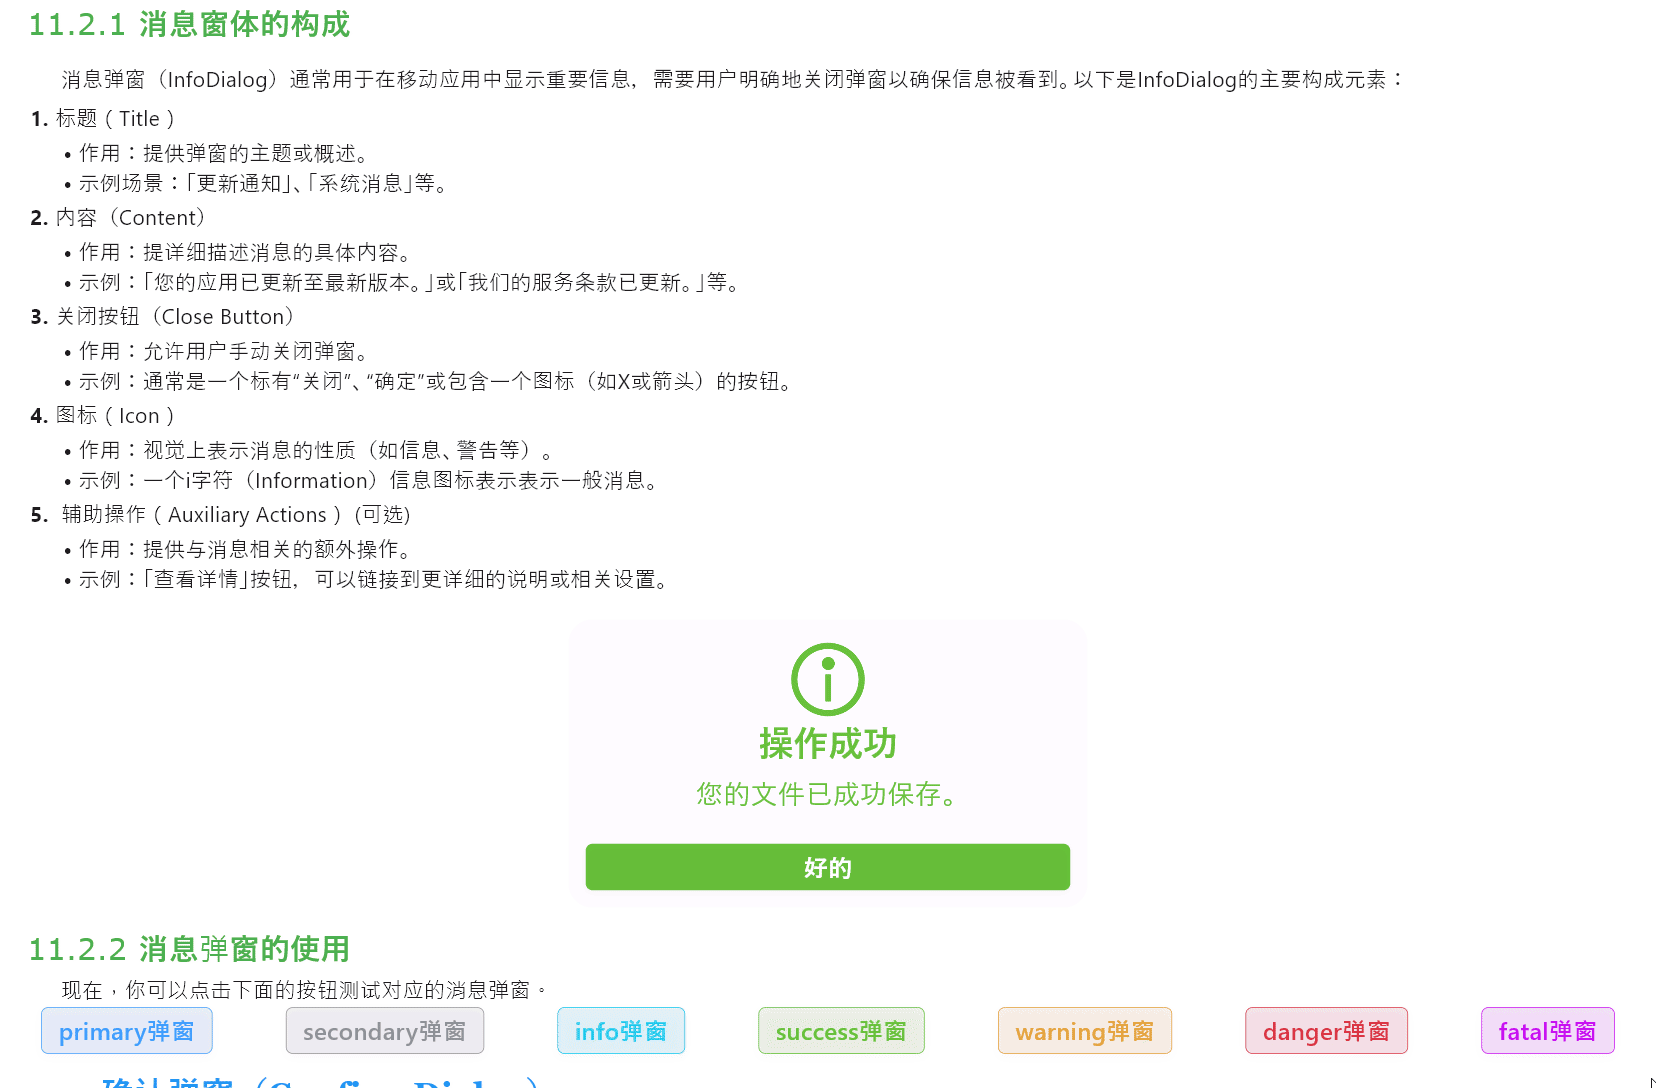 11.2.1 消息窗体的构成
消息弹窗（InfoDialog）通常用于在移动应用中显示重要信息，需要用户明确地关闭弹窗以确保信息被看到。以下是InfoDialog的主要构成元素：
1. 标题 ( Title )
• 作用：提供弹窗的主题或概述。
• 示例场景：「更新通知」、「系统消息」等。
2. 内容（Content）
• 作用：提详细描述消息的具体内容。
• 示例：「您的应用已更新至最新版本。」或「我们的服务条款已更新。」等。
3. 关闭按钮（Close Button）
• 作用：允许用户手动关闭弹窗。
• 示例：通常是一个标有“关闭”、“确定”或包含一个图标（如X或箭头）的按钮。
4. 图标 ( Icon )
• 作用：视觉上表示消息的性质（如信息、警告等）。
• 示例：一个i字符（Information）信息图标表示表示一般消息。
5. 辅助操作 ( Auxiliary Actions ) (可选)
• 作用：提供与消息相关的额外操作。
• 示例：「查看详情」按钮，可以链接到更详细的说明或相关设置。
操作成功
您的文件已成功保存。
好的
11.2.2 消息弹窗的使用
现在，你可以点击下面的按钮测试对应的消息弹窗。
primary弹窗 secondary弹窗 info弹窗 success弹窗 warning弹窗 danger弹窗 fatal弹窗
确认弹窗（Confirm Dialog）